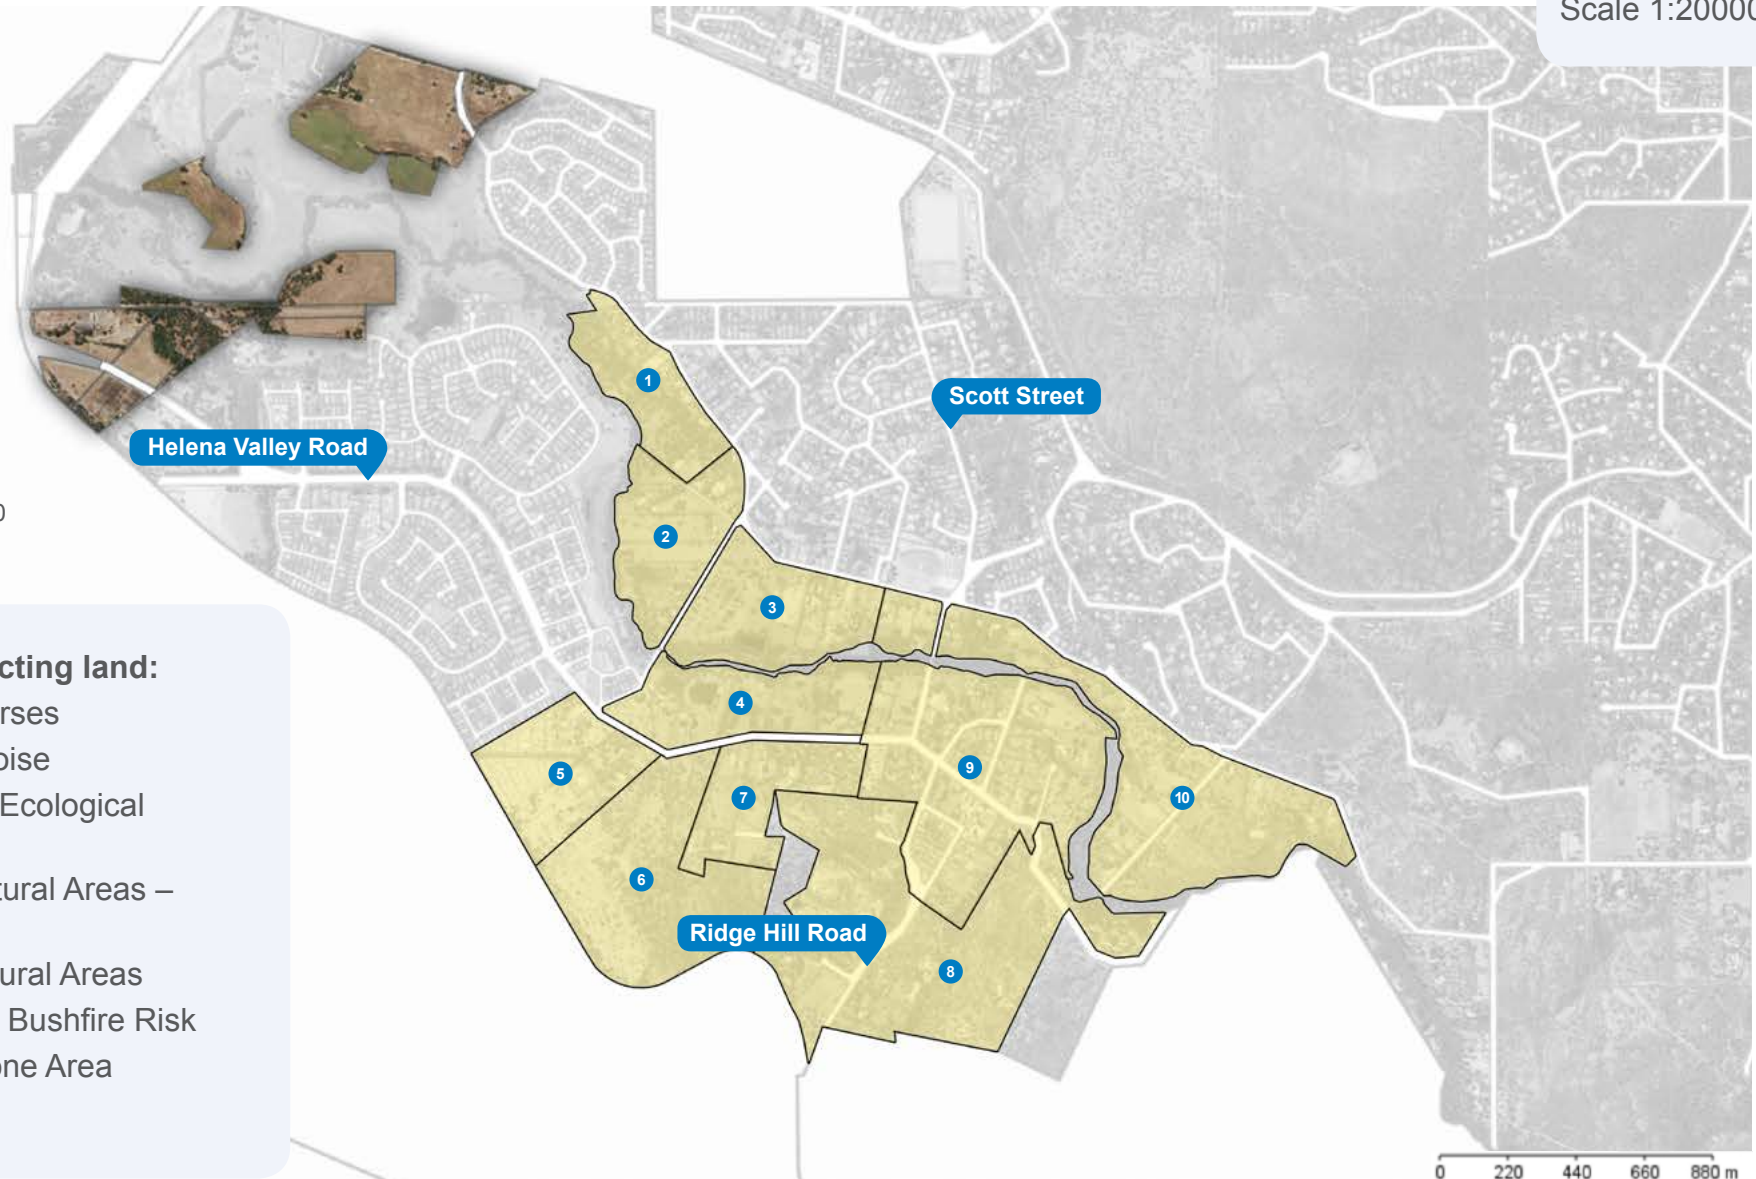 Scale 1:20000
1
Scott Street
Helena Valley Road
0
2
3
cting land:
rses
oise
Ecological
tural Areas –
ural Areas
Bushfire Risk
one Area
4
5
9
7
10
6
Ridge Hill Road
8
0 220 440 660 880 m